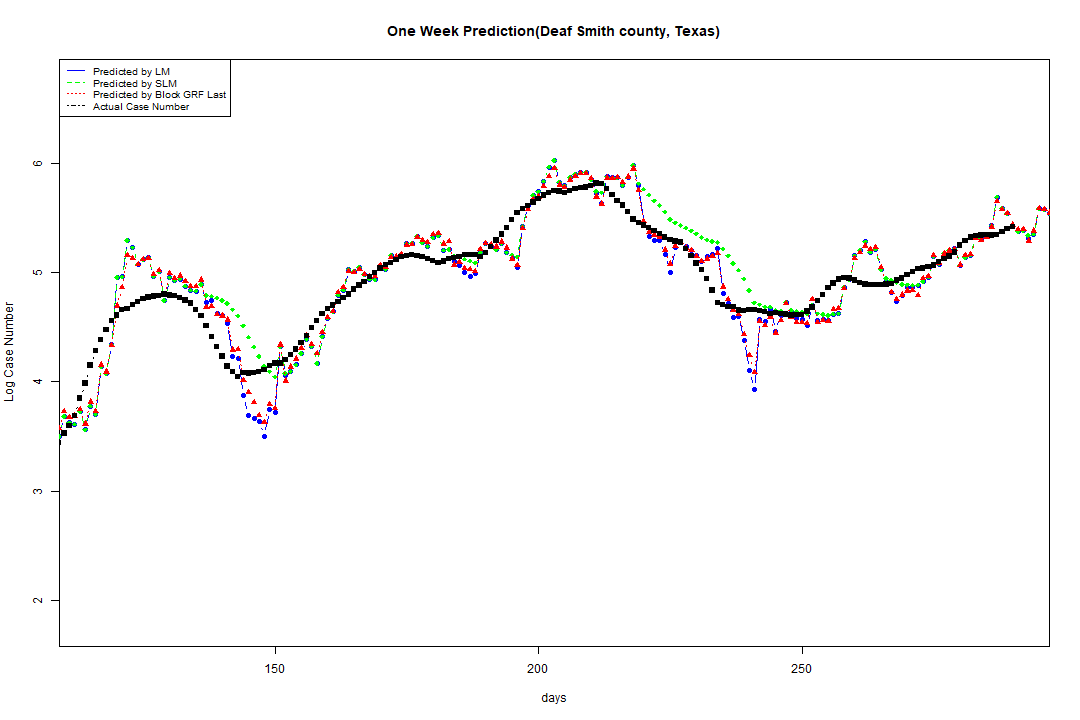 One Week Prediction(Deaf Smith county, Texas)
Predicted by LM
Predicted by SLM
Predicted by Block GRF Last
Actual Case Number
Log Case Number
6
5
4
3
2
150
200
250
days